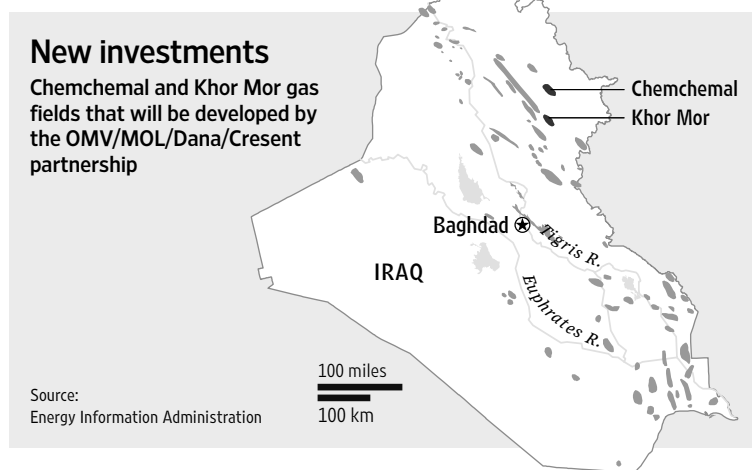 New investments
Chemchemal and Khor Mor gas
fields that will be developed by
the OMV/MOL/Dana/Cresent
partnership
Chemchemal
Khor Mor
Baghdad
Tigris R.
IRAQ
Euphrates R.
100 miles
100 km
Source:
Energy Information Administration